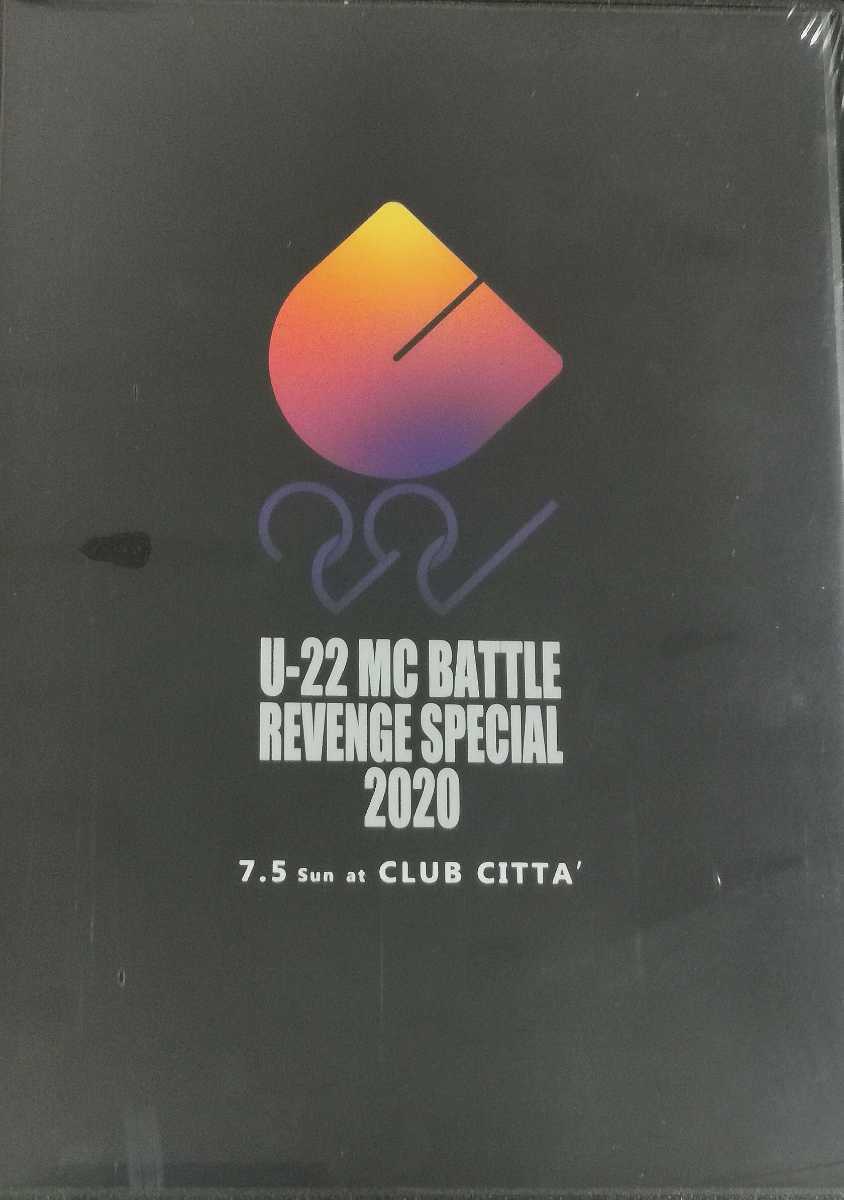 U-22 MC BATTLE
REVENGE SPECIAL
2020
7.5 Sun at CLUB CITTA'